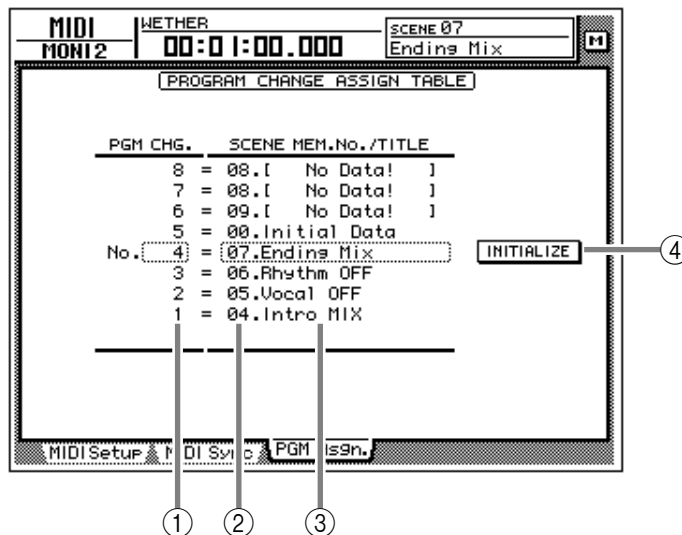 MIDI
MONI2
WETHER
00:01:00.000
SCENE 07
Ending Mix
M
PROGRAM CHANGE ASSIGN TABLE
PGM CHG. SCENE MEM.No./TITLE
8 = 08.[ No Data! ]
7 = 08.[ No Data! ]
6 = 09.[ No Data! ]
5 = 00.Initial Data
No. 4 = 07.Ending Mix INITIALIZE ④
3 = 06.Rhythm OFF
2 = 05.Vocal OFF
1 = 04.Intro MIX
MIDI Setup MIDI Sync PGM Asgn.
① ② ③